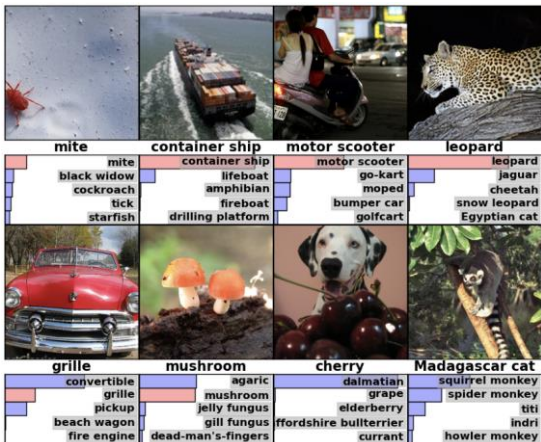 mite
container ship
motor scooter
leopard
mite
black widow
cockroach
tick
starfish
container ship
lifeboat
amphibian
fireboat
drilling platform
motor scooter
go-kart
moped
bumper car
golfcart
leopard
jaguar
cheetah
snow leopard
Egyptian cat
grille
mushroom
cherry
Madagascar cat
convertible
grille
pickup
beach wagon
fire engine
agaric
mushroom
jelly fungus
gill fungus
dead-man's-fingers
dalmatian
grape
elderberry
ffordshire bullterrier
currant
squirrel monkey
spider monkey
titi
indri
howler monkey